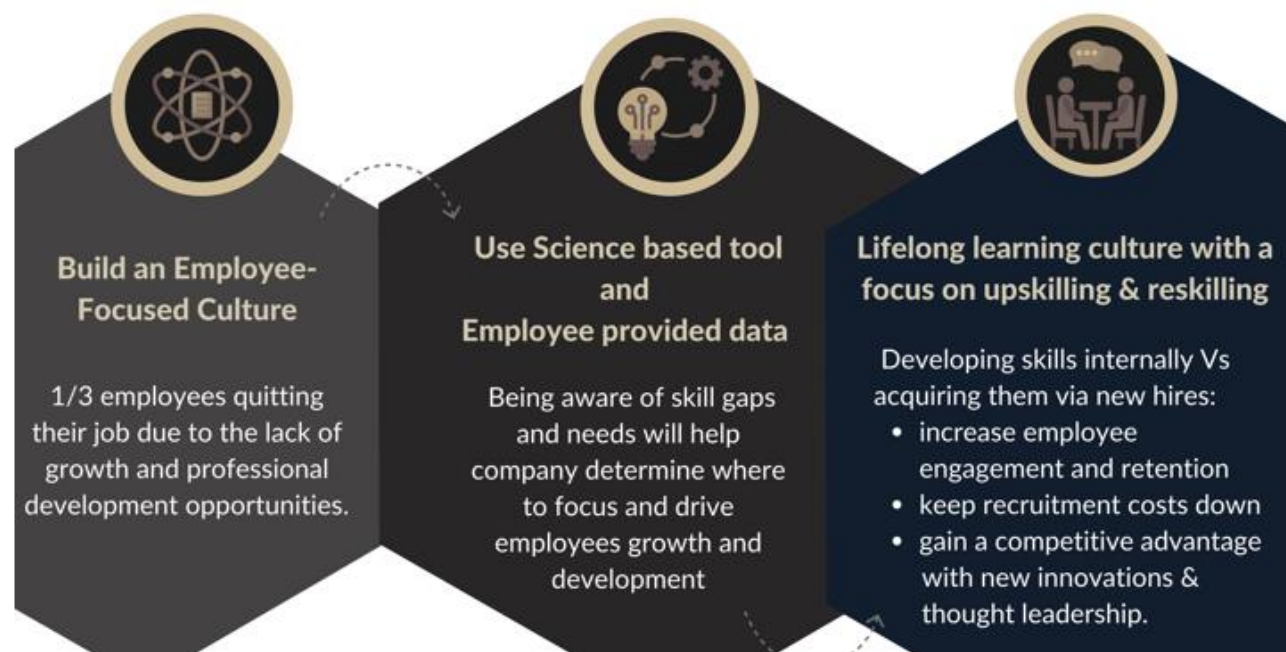 Build an Employee-
Focused Culture
1/3 employees quitting
their job due to the lack of
growth and professional
development opportunities.
Use Science based tool
and
Employee provided data
Being aware of skill gaps
and needs will help
company determine where
to focus and drive
employees growth and
development
Lifelong learning culture with a
focus on upskilling & reskilling
Developing skills internally Vs
acquiring them via new hires:
• increase employee
engagement and retention
• keep recruitment costs down
• gain a competitive advantage
with new innovations &
thought leadership.